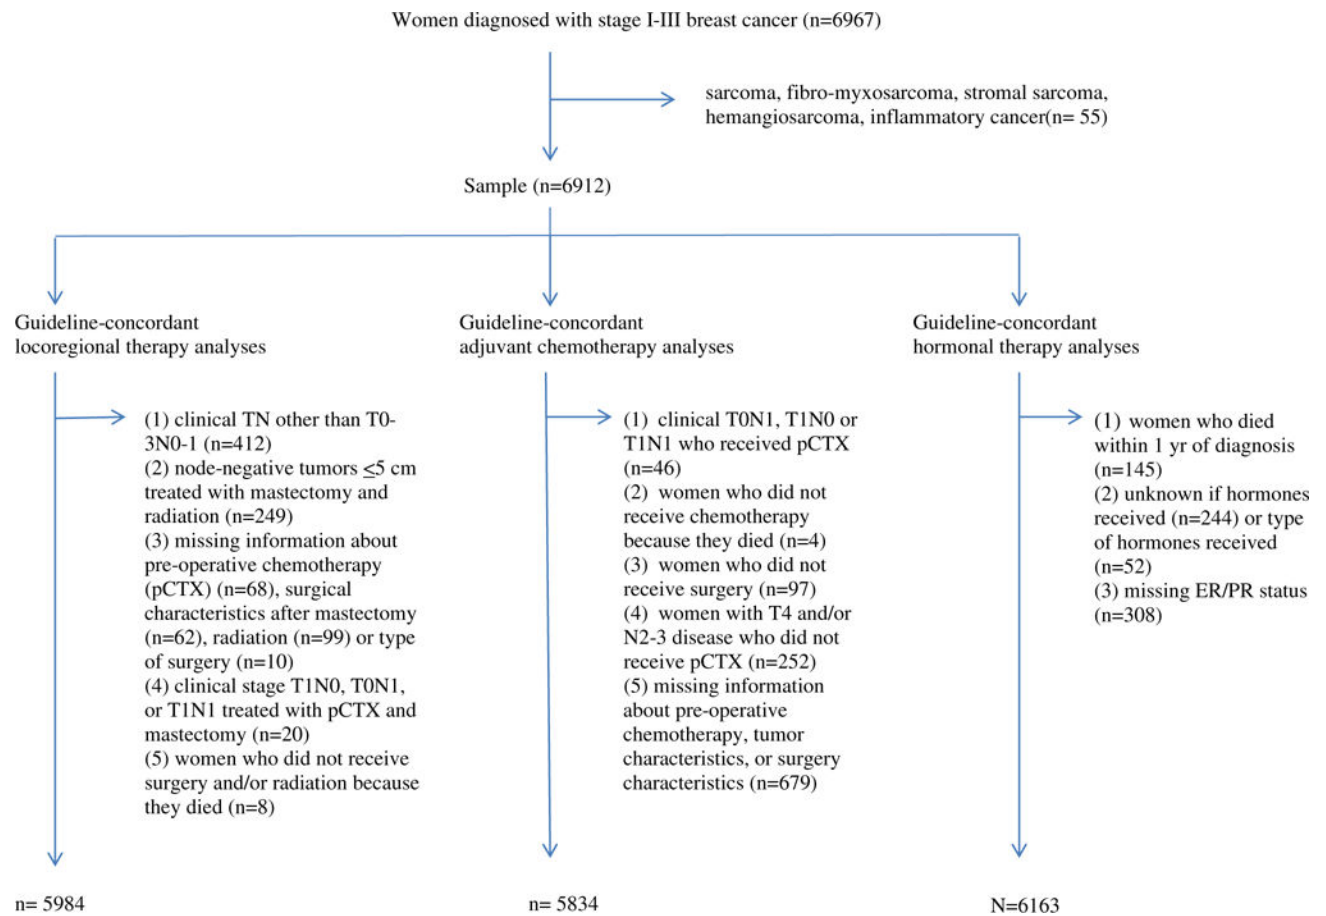 Women diagnosed with stage I-III breast cancer (n=6967)
sarcoma, fibro-myxosarcoma, stromal sarcoma,
hemangiosarcoma, inflammatory cancer(n= 55)
Sample (n=6912)
Guideline-concordant
locoregional therapy analyses
(1) clinical TN other than T0-
3N0-1 (n=412)
(2) node-negative tumors ≤5 cm
treated with mastectomy and
radiation (n=249)
(3) missing information about
pre-operative chemotherapy
(pCTX) (n=68), surgical
characteristics after mastectomy
(n=62), radiation (n=99) or type
of surgery (n=10)
(4) clinical stage T1N0, T0N1,
or T1N1 treated with pCTX and
mastectomy (n=20)
(5) women who did not receive
surgery and/or radiation because
they died (n=8)
n= 5984
Guideline-concordant
adjuvant chemotherapy analyses
(1) clinical T0N1, T1N0 or
T1N1 who received pCTX
(n=46)
(2) women who did not
receive chemotherapy
because they died (n=4)
(3) women who did not
receive surgery (n=97)
(4) women with T4 and/or
N2-3 disease who did not
receive pCTX (n=252)
(5) missing information
about pre-operative
chemotherapy, tumor
characteristics, or surgery
characteristics (n=679)
n= 5834
Guideline-concordant
hormonal therapy analyses
(1) women who died
within 1 yr of diagnosis
(n=145)
(2) unknown if hormones
received (n=244) or type
of hormones received
(n=52)
(3) missing ER/PR status
(n=308)
N=6163